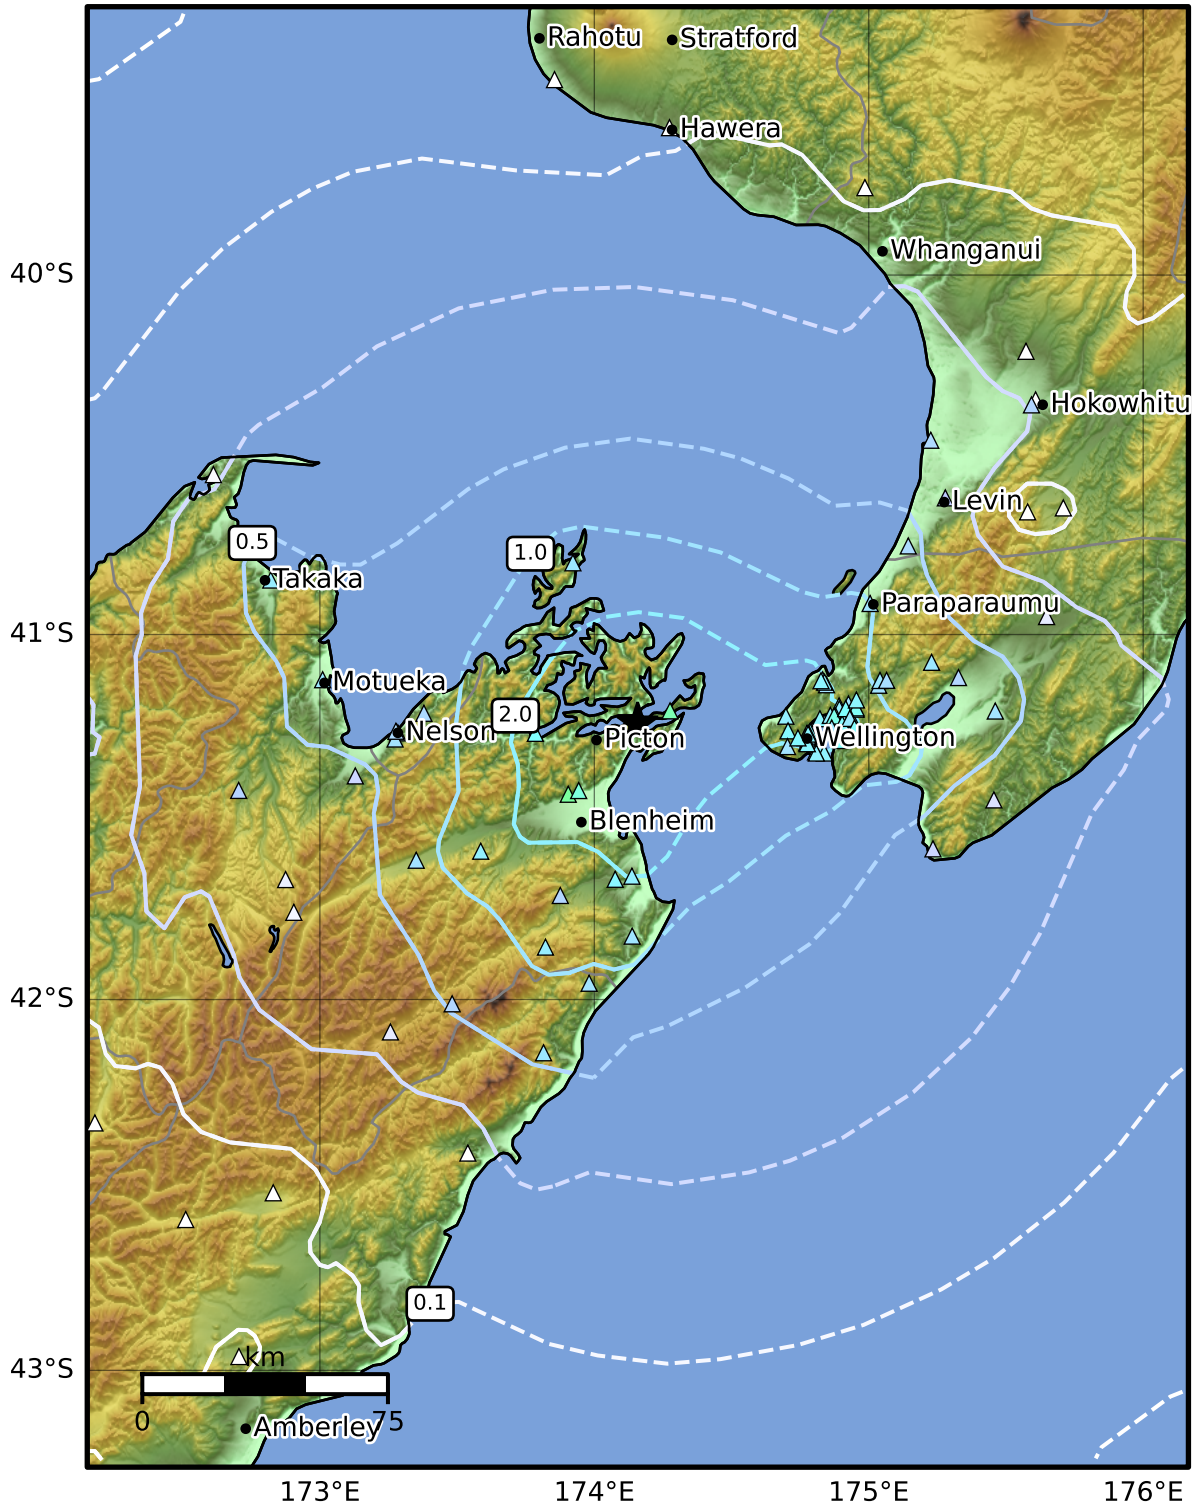 Rahotu
Stratford
Hawera
Whanganui
40°S
Hokowhitu
Levin
0.5
1.0
Takaka
Paraparaumu
41°S
Motueka
2.0
Nelson
Picton
Wellington
Blenheim
42°S
0.1
km
43°S
0
75
Amberley
173°E
174°E
175°E
176°E